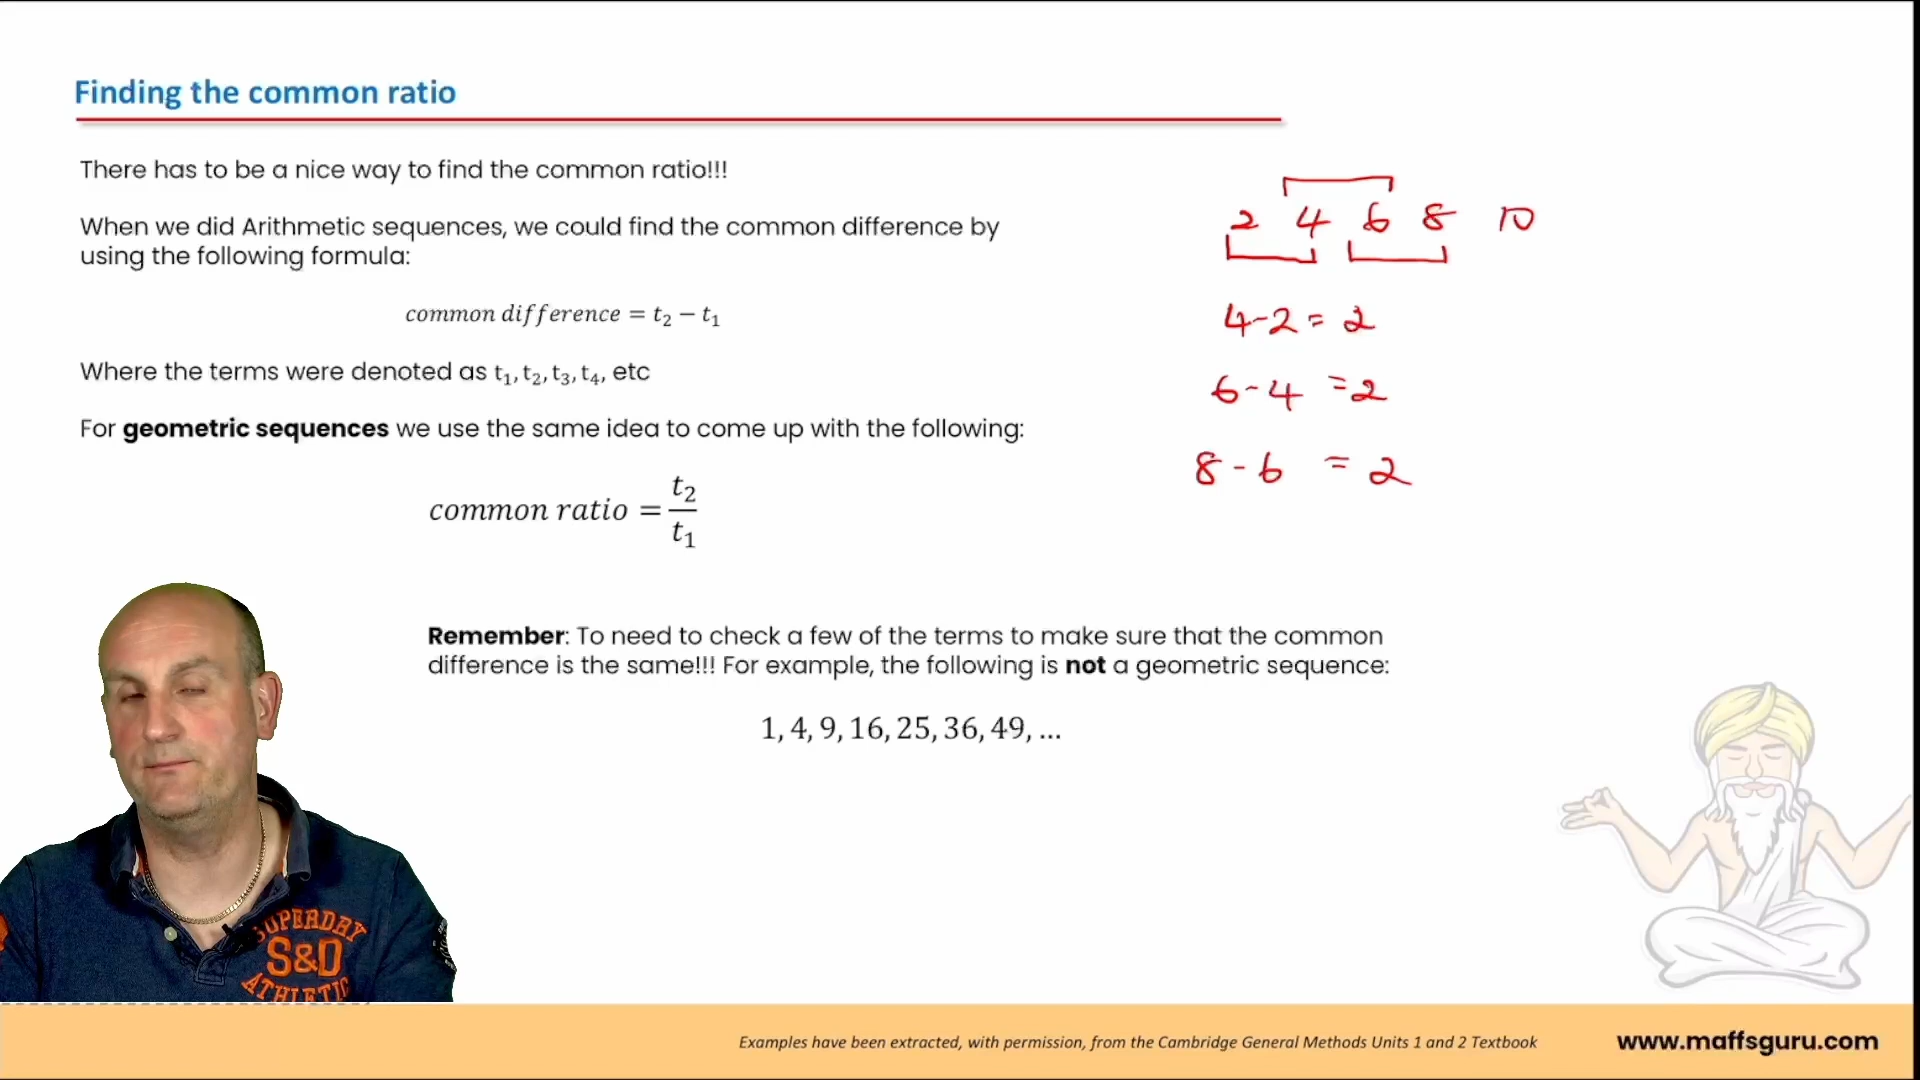 Finding the common ratio
There has to be a nice way to find the common ratio!!!
When we did Arithmetic sequences, we could find the common difference by
using the following formula:
common difference = t₂ − t₁
Where the terms were denoted as t₁, t₂, t₃, t₄, etc
For geometric sequences we use the same idea to come up with the following:
common ratio = t₂/t₁
Remember: To need to check a few of the terms to make sure that the common
difference is the same!!! For example, the following is not a geometric sequence:
1, 4, 9, 16, 25, 36, 49, ...
2 4 6 8 10
4-2 = 2
6-4 = 2
8-6 = 2
SUPERDRY
S&D
ATHLETIC
Examples have been extracted, with permission, from the Cambridge General Methods Units 1 and 2 Textbook
www.maffsguru.com